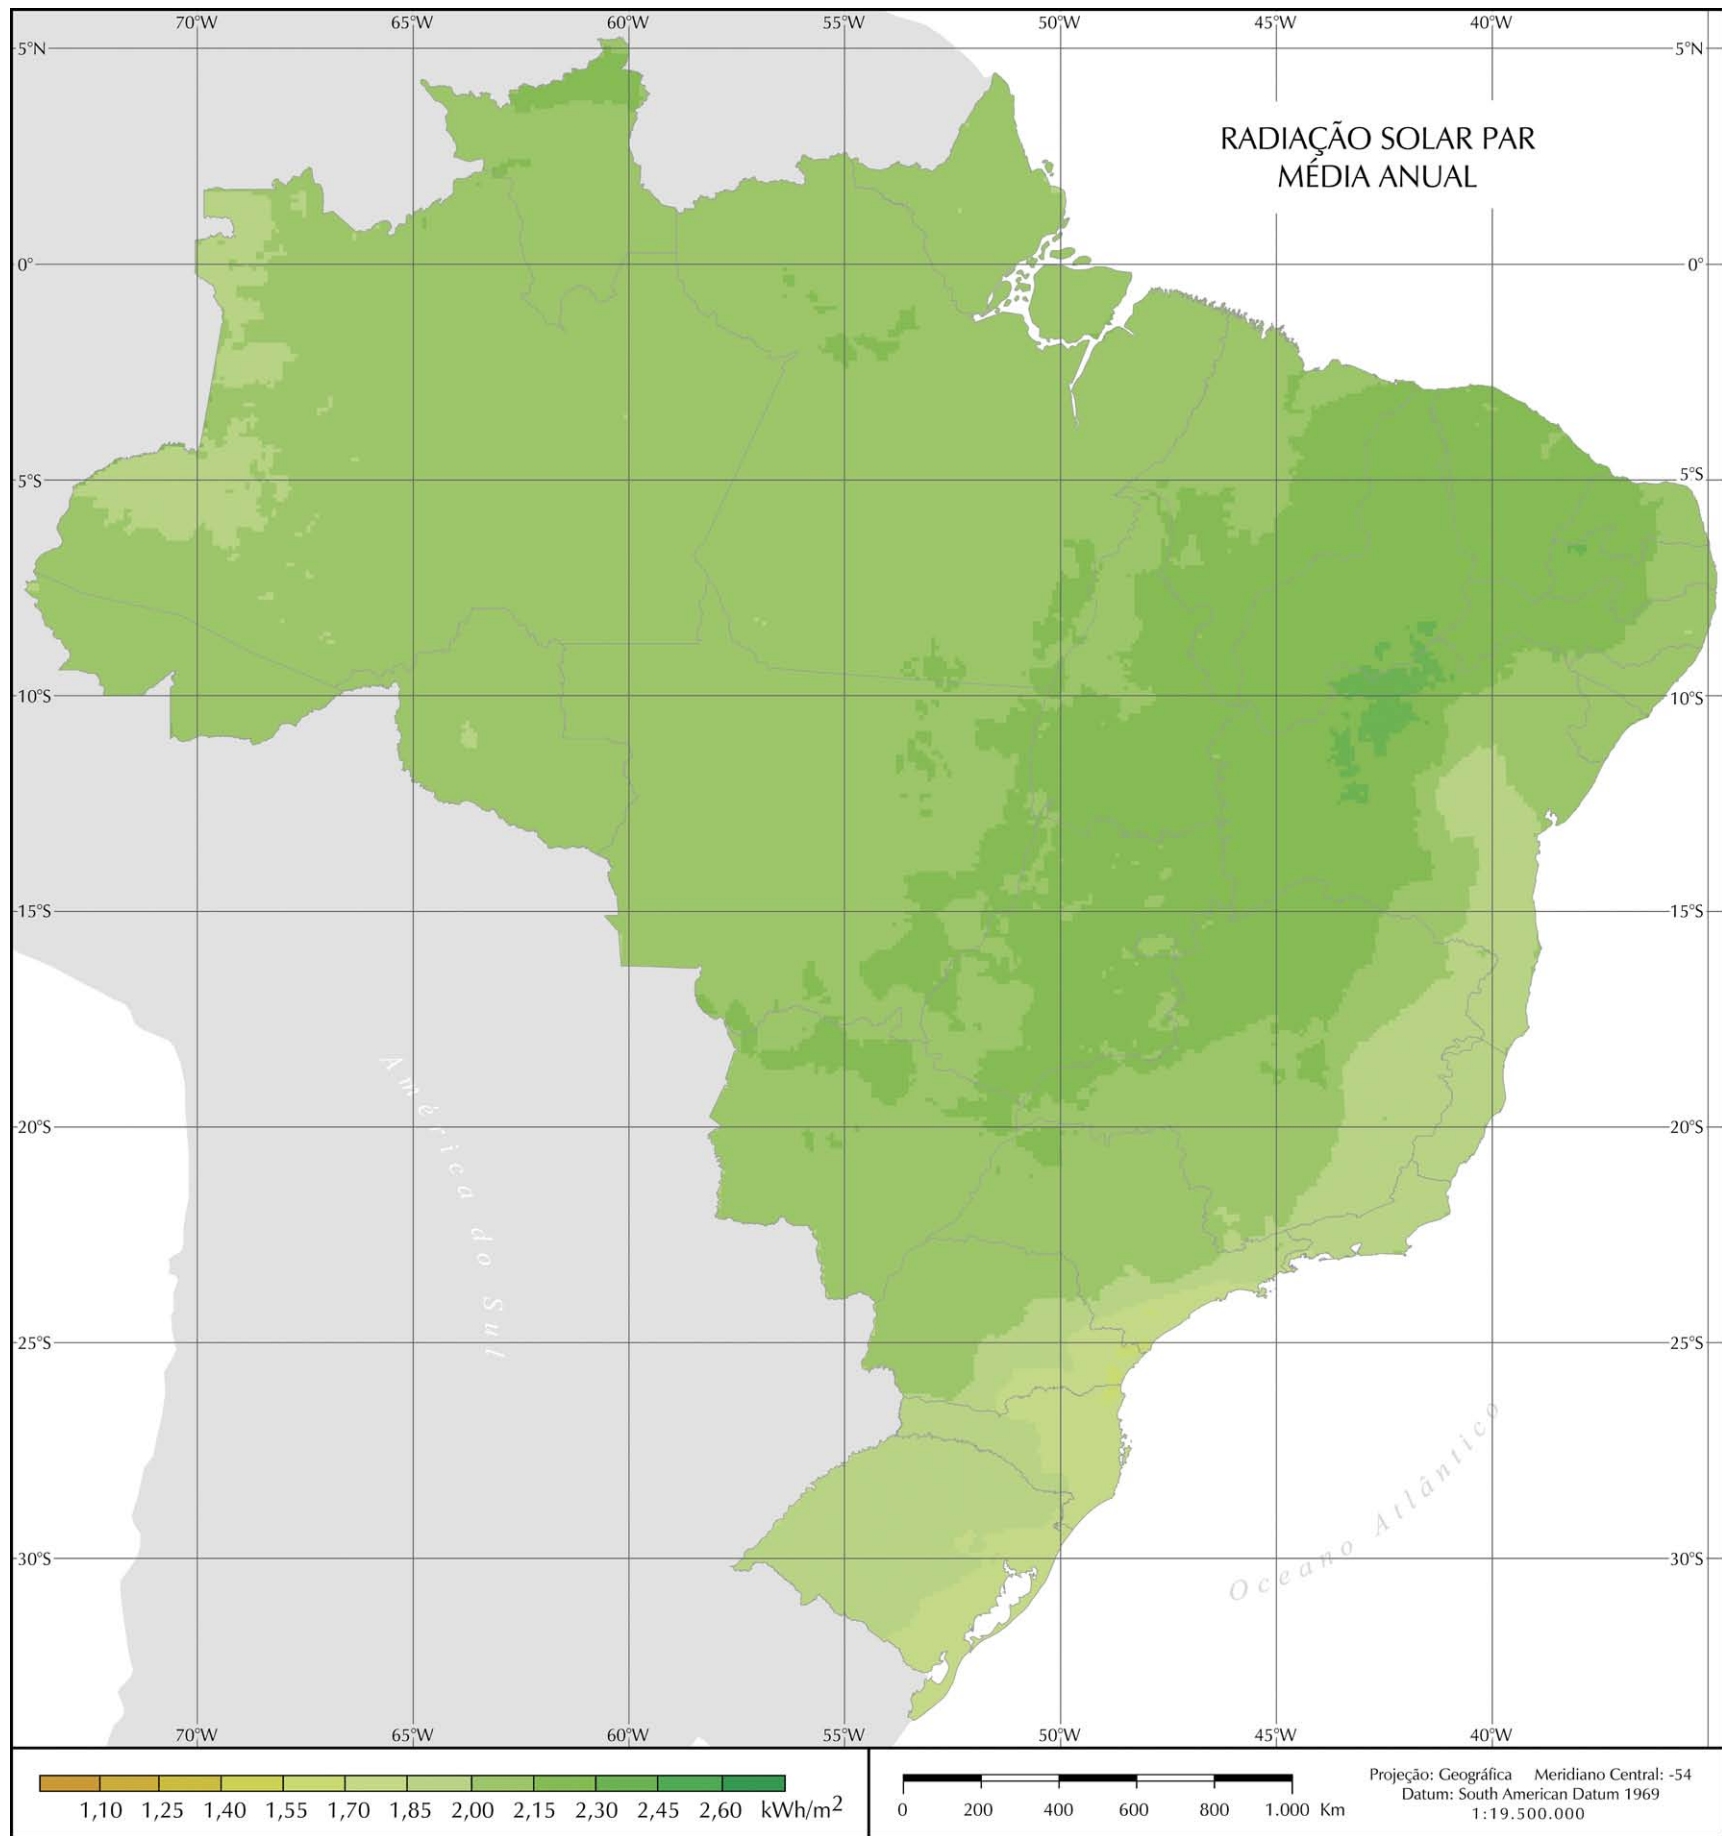 70°W 65°W 60°W 55°W 50°W 45°W 40°W
5°N 5°N
RADIAÇÃO SOLAR PAR
MÉDIA ANUAL
0° 0°
5°S 5°S
10°S 10°S
15°S 15°S
América do Sul
20°S 20°S
25°S 25°S
Oceano Atlântico
30°S 30°S
70°W 65°W 60°W 55°W 50°W 45°W 40°W
1,10 1,25 1,40 1,55 1,70 1,85 2,00 2,15 2,30 2,45 2,60 kWh/m2
0 200 400 600 800 1.000 Km
Projeção: Geográfica Meridiano Central: -54
Datum: South American Datum 1969
1:19.500.000